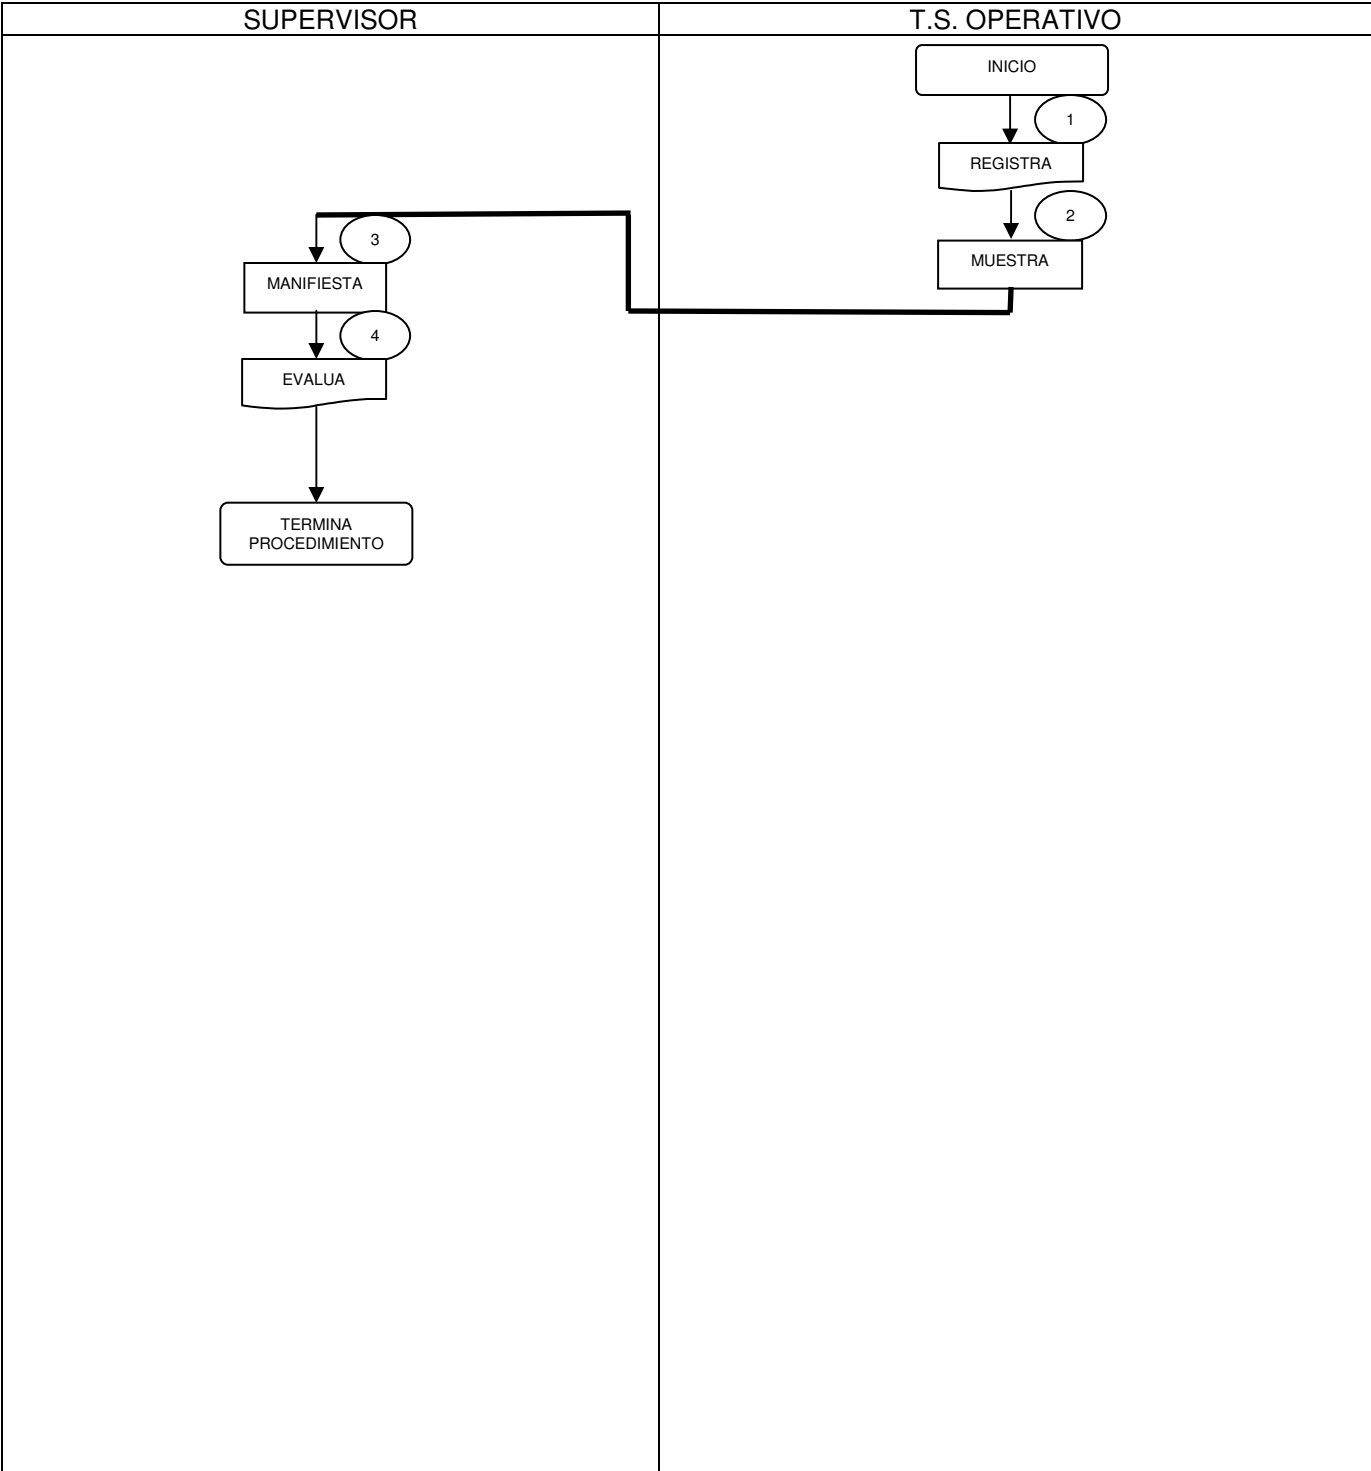 SUPERVISOR
T.S. OPERATIVO
INICIO
1
REGISTRA
2
MUESTRA
3
MANIFIESTA
4
EVALUA
TERMINA
PROCEDIMIENTO